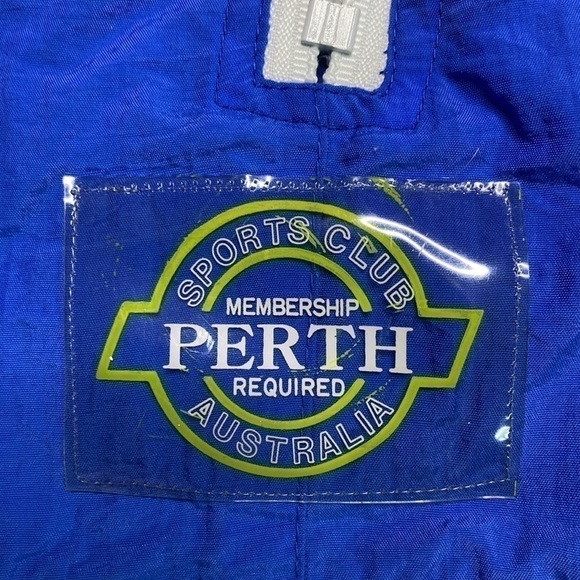 SPORTS CLUB
MEMBERSHIP
PERTH
REQUIRED
AUSTRALIA